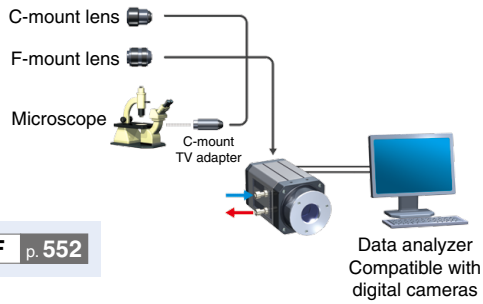 C-mount lens
F-mount lens
Microscope
C-mount
TV adapter
F p. 552
Data analyzer
Compatible with
digital cameras